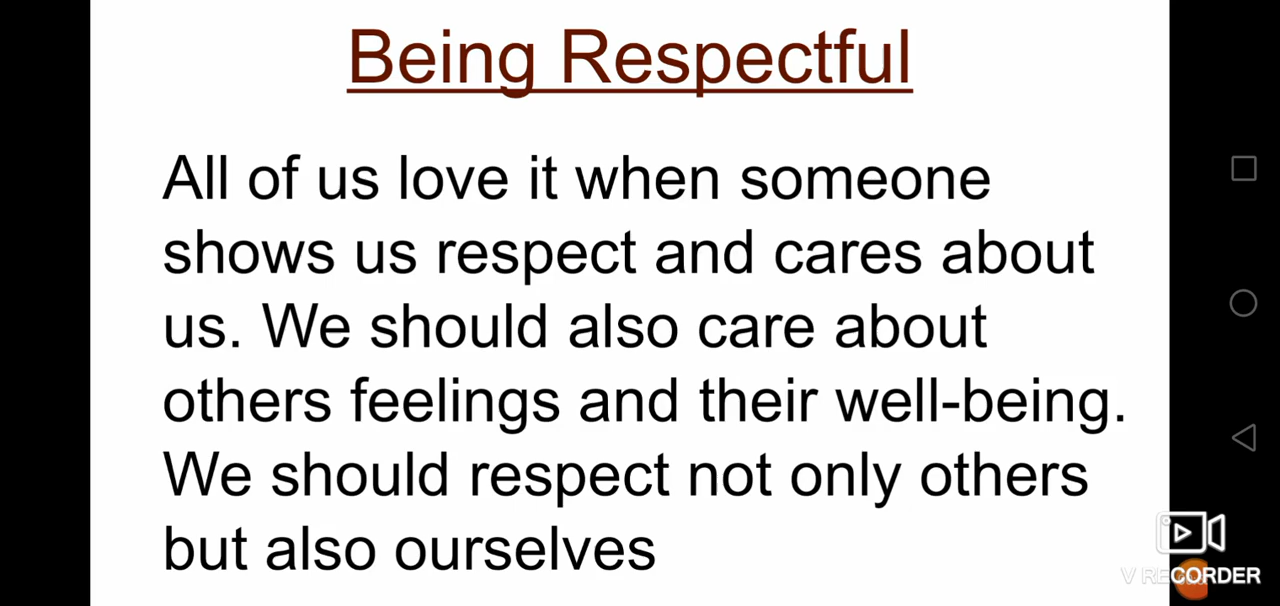 Being Respectful
All of us love it when someone
shows us respect and cares about
us. We should also care about
others feelings and their well-being.
We should respect not only others
but also ourselves
V RECORDER